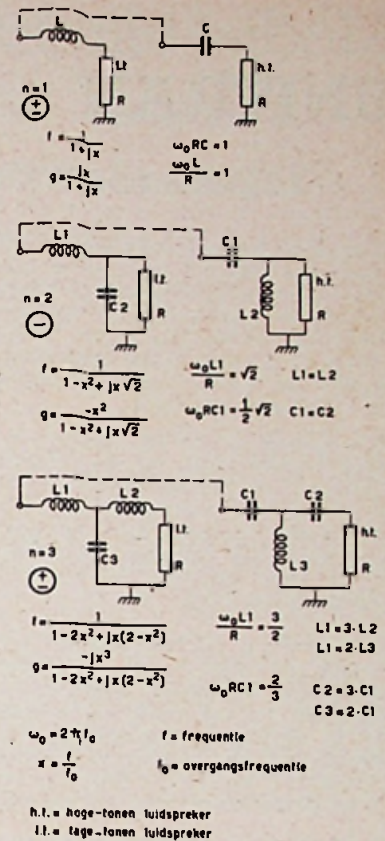 L
l.t.
C
h.t.
n=1
R
R
±
f = 1/(1+jx)
ω₀RC = 1
g = jx/(1+jx)
ω₀L/R = 1
L1
C1
n=2
C2
l.t.
L2
h.t.
−
R
R
f = 1/(1-x²+jx√2)
ω₀L1/R = √2
L1=L2
g = -x²/(1-x²+jx√2)
ω₀RC1 = 1/2 √2
C1=C2
L1
L2
C1
C2
n=3
C3
l.t.
L3
h.t.
±
R
R
f = 1/(1-2x²+jx(2-x²))
ω₀L1/R = 3/2
L1=3·L2
L1=2·L3
g = -jx³/(1-2x²+jx(2-x²))
ω₀RC1 = 2/3
C2=3·C1
C3=2·C1
ω₀ = 2πf₀
f = frequentie
x = f/f₀
f₀ = overgangsfrequentie
h.t. = hoge-tonen luidspreker
l.t. = lage-tonen luidspreker